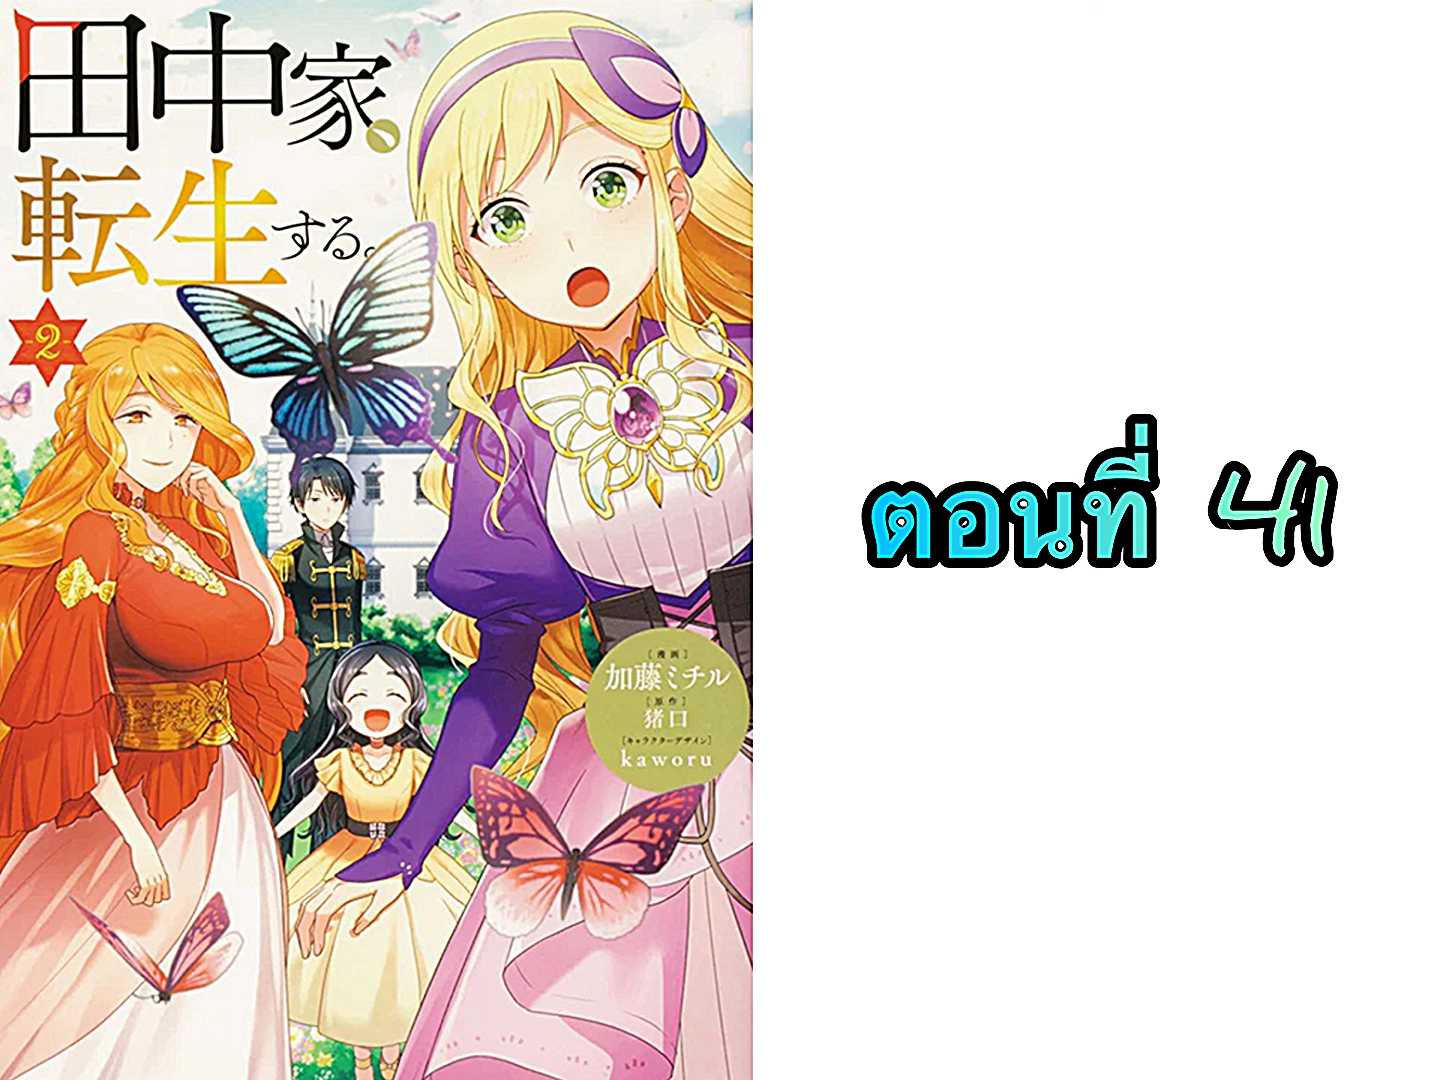 田中家、
転生する。
-2-
［漫画］
加藤ミチル
［原作］
猪口
［キャラクターデザイン］
kaworu
ตอนที่ 41